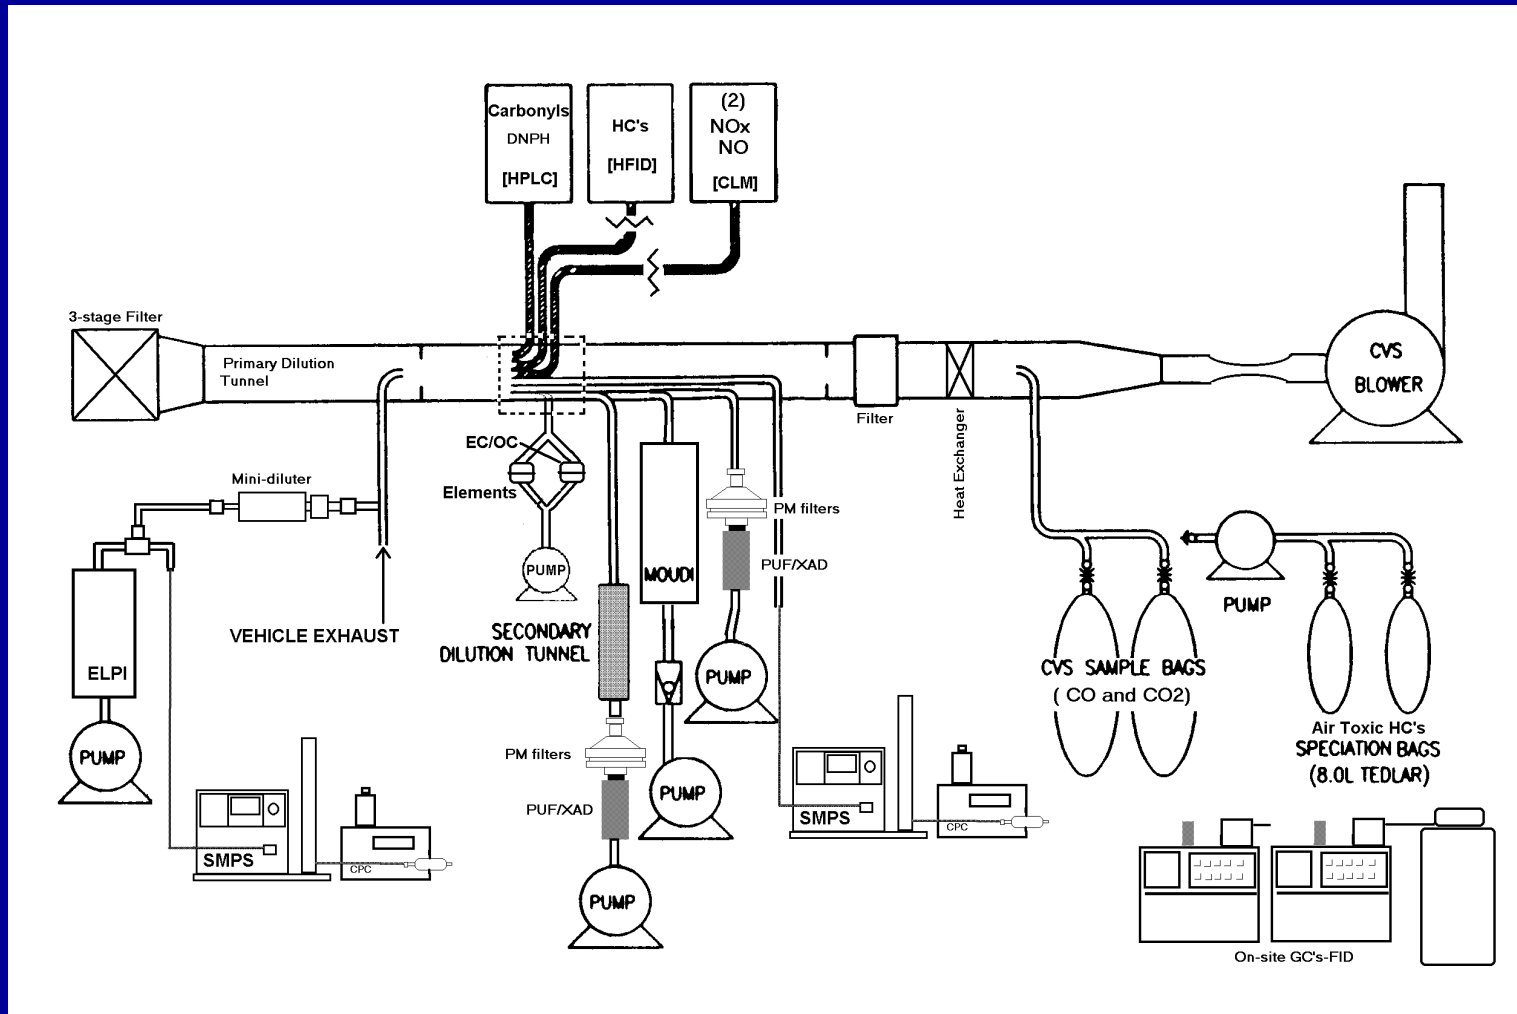 Carbonyls
DNPH
[HPLC]
HC's
[HFID]
(2)
NOx
NO
[CLM]
3-stage Filter
Primary Dilution
Tunnel
CVS
BLOWER
Filter
Heat Exchanger
EC/OC
Elements
Mini-diluter
PM filters
PUF/XAD
MOUDI
PUMP
PUMP
VEHICLE EXHAUST
SECONDARY
DILUTION TUNNEL
ELPI
PUMP
CVS SAMPLE BAGS
( CO and CO2)
PUMP
Air Toxic HC's
SPECIATION BAGS
(8.0L TEDLAR)
PM filters
PUF/XAD
PUMP
PUMP
SMPS
CPC
SMPS
CPC
PUMP
On-site GC's-FID